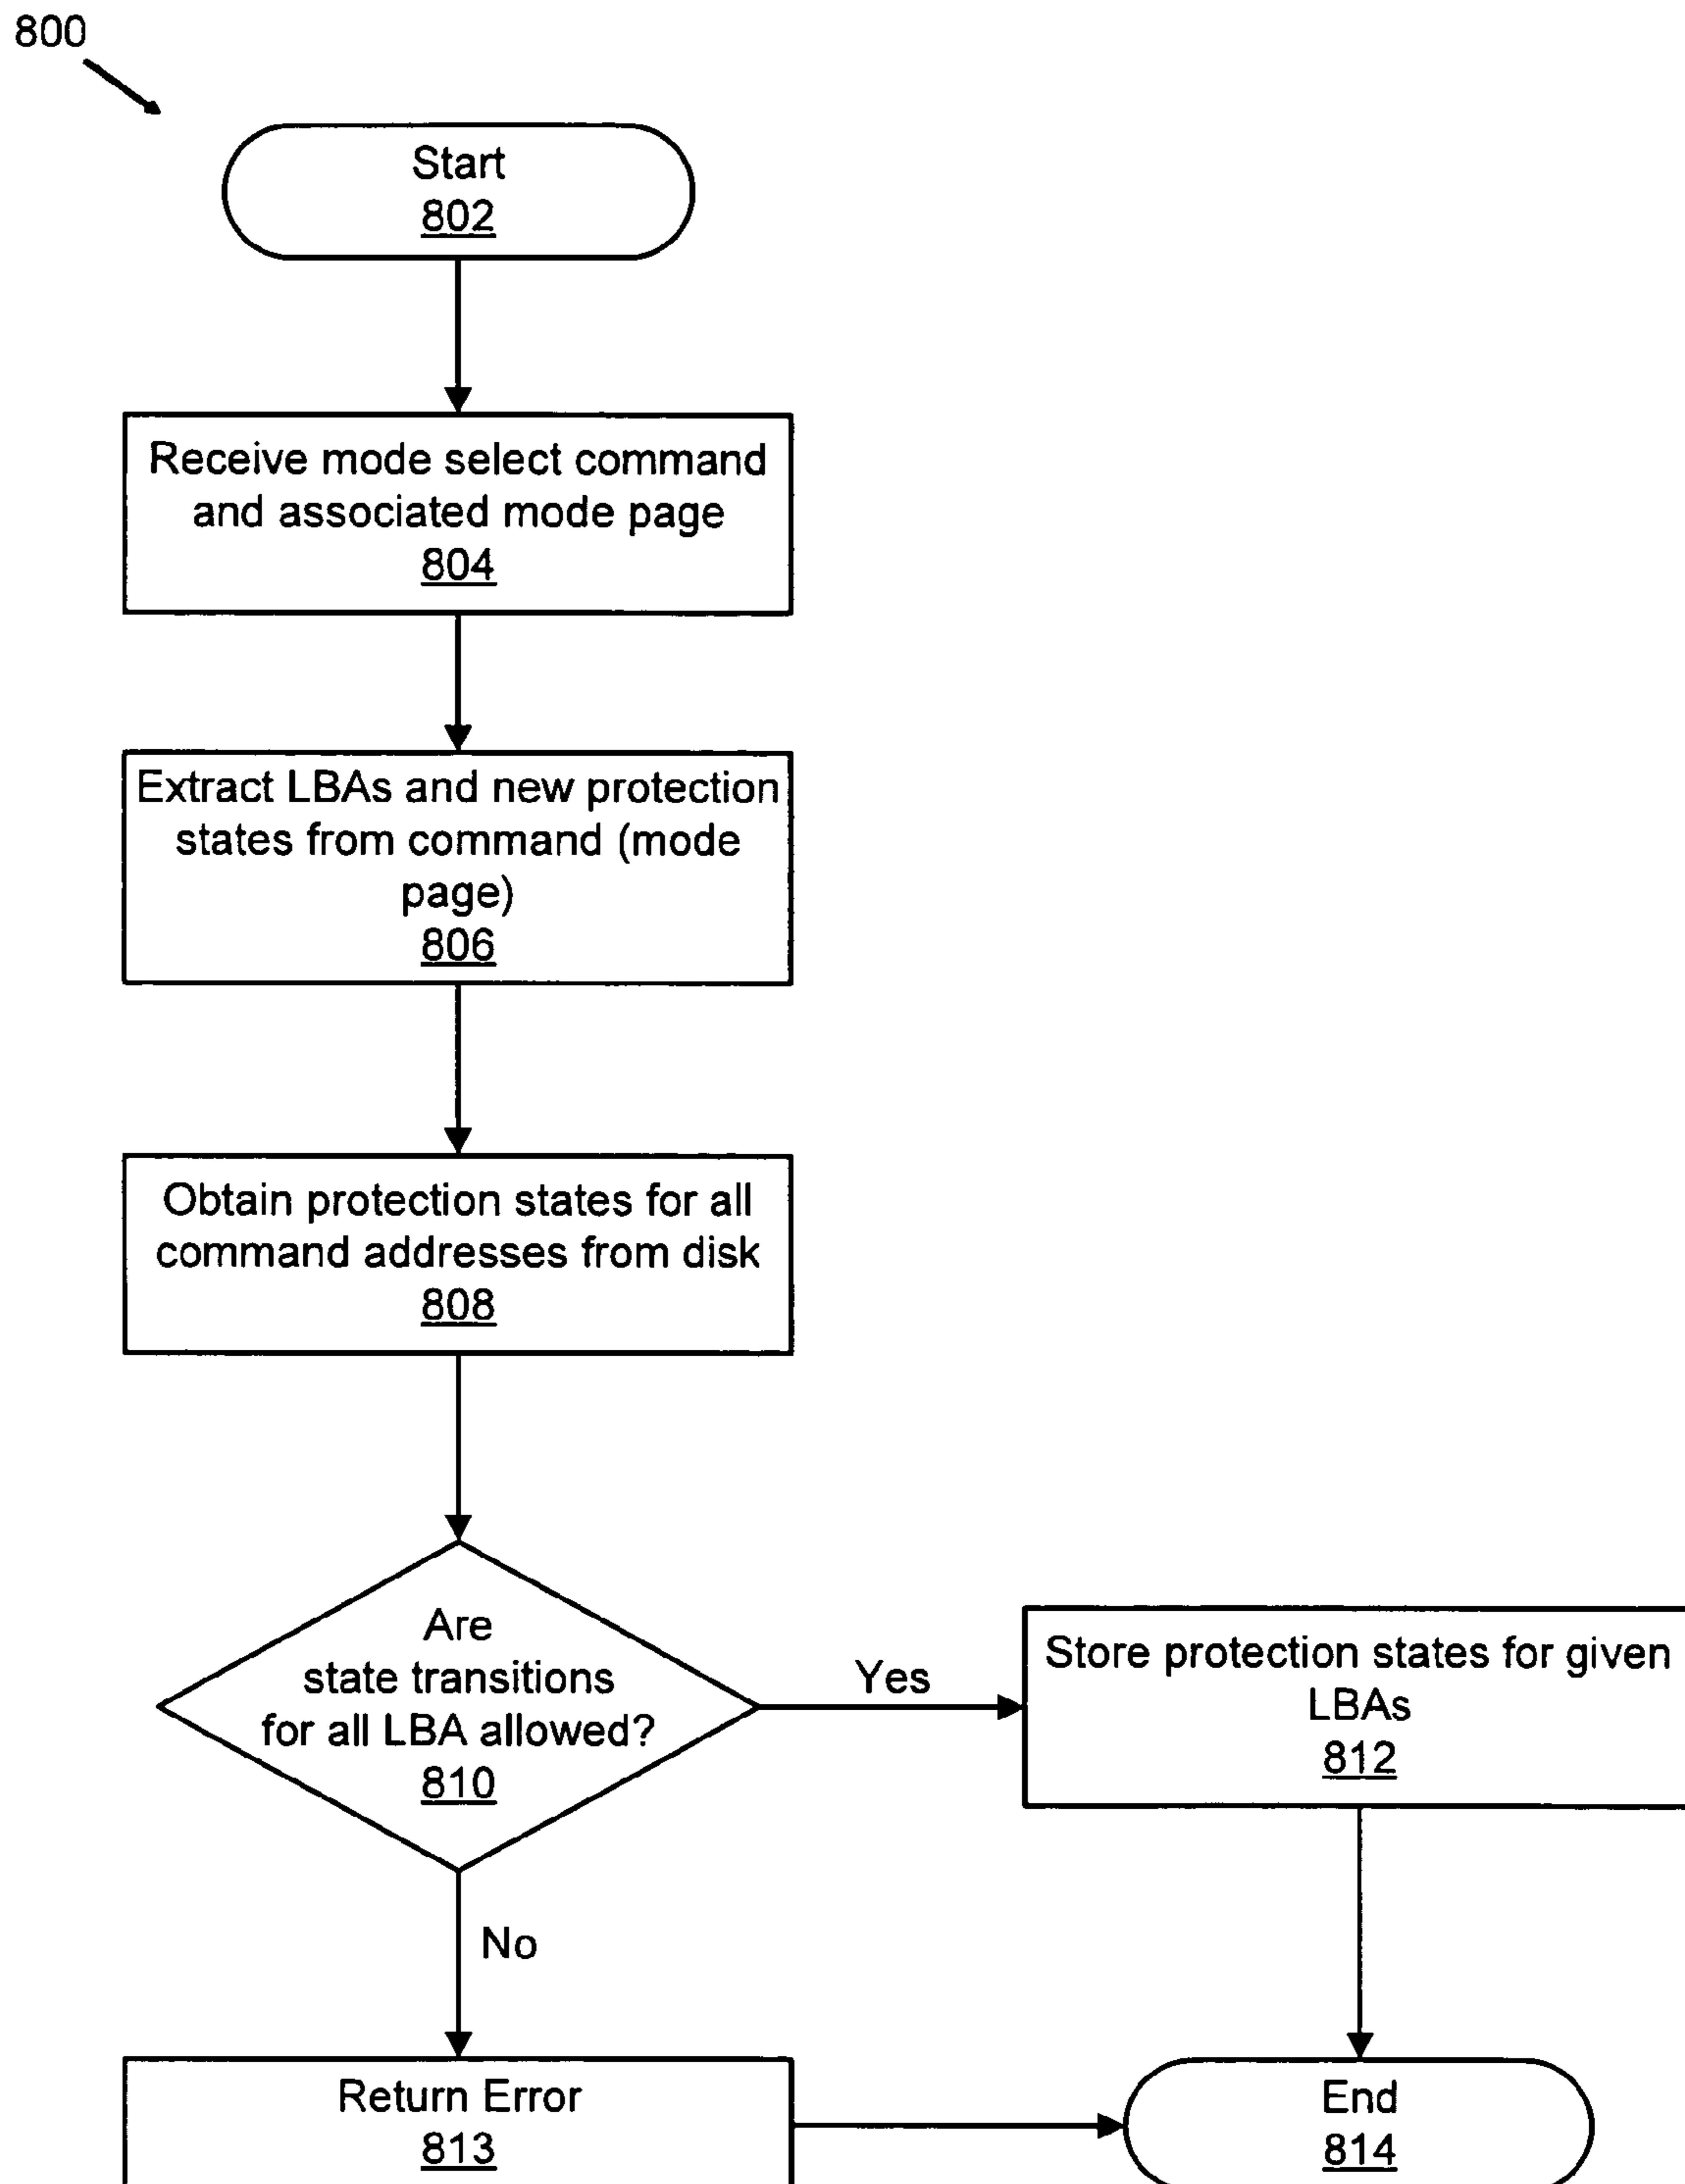 800
Start
802
Receive mode select command
and associated mode page
804
Extract LBAs and new protection
states from command (mode
page)
806
Obtain protection states for all
command addresses from disk
808
Are
state transitions
for all LBA allowed?
810
Yes
Store protection states for given
LBAs
812
No
Return Error
813
End
814